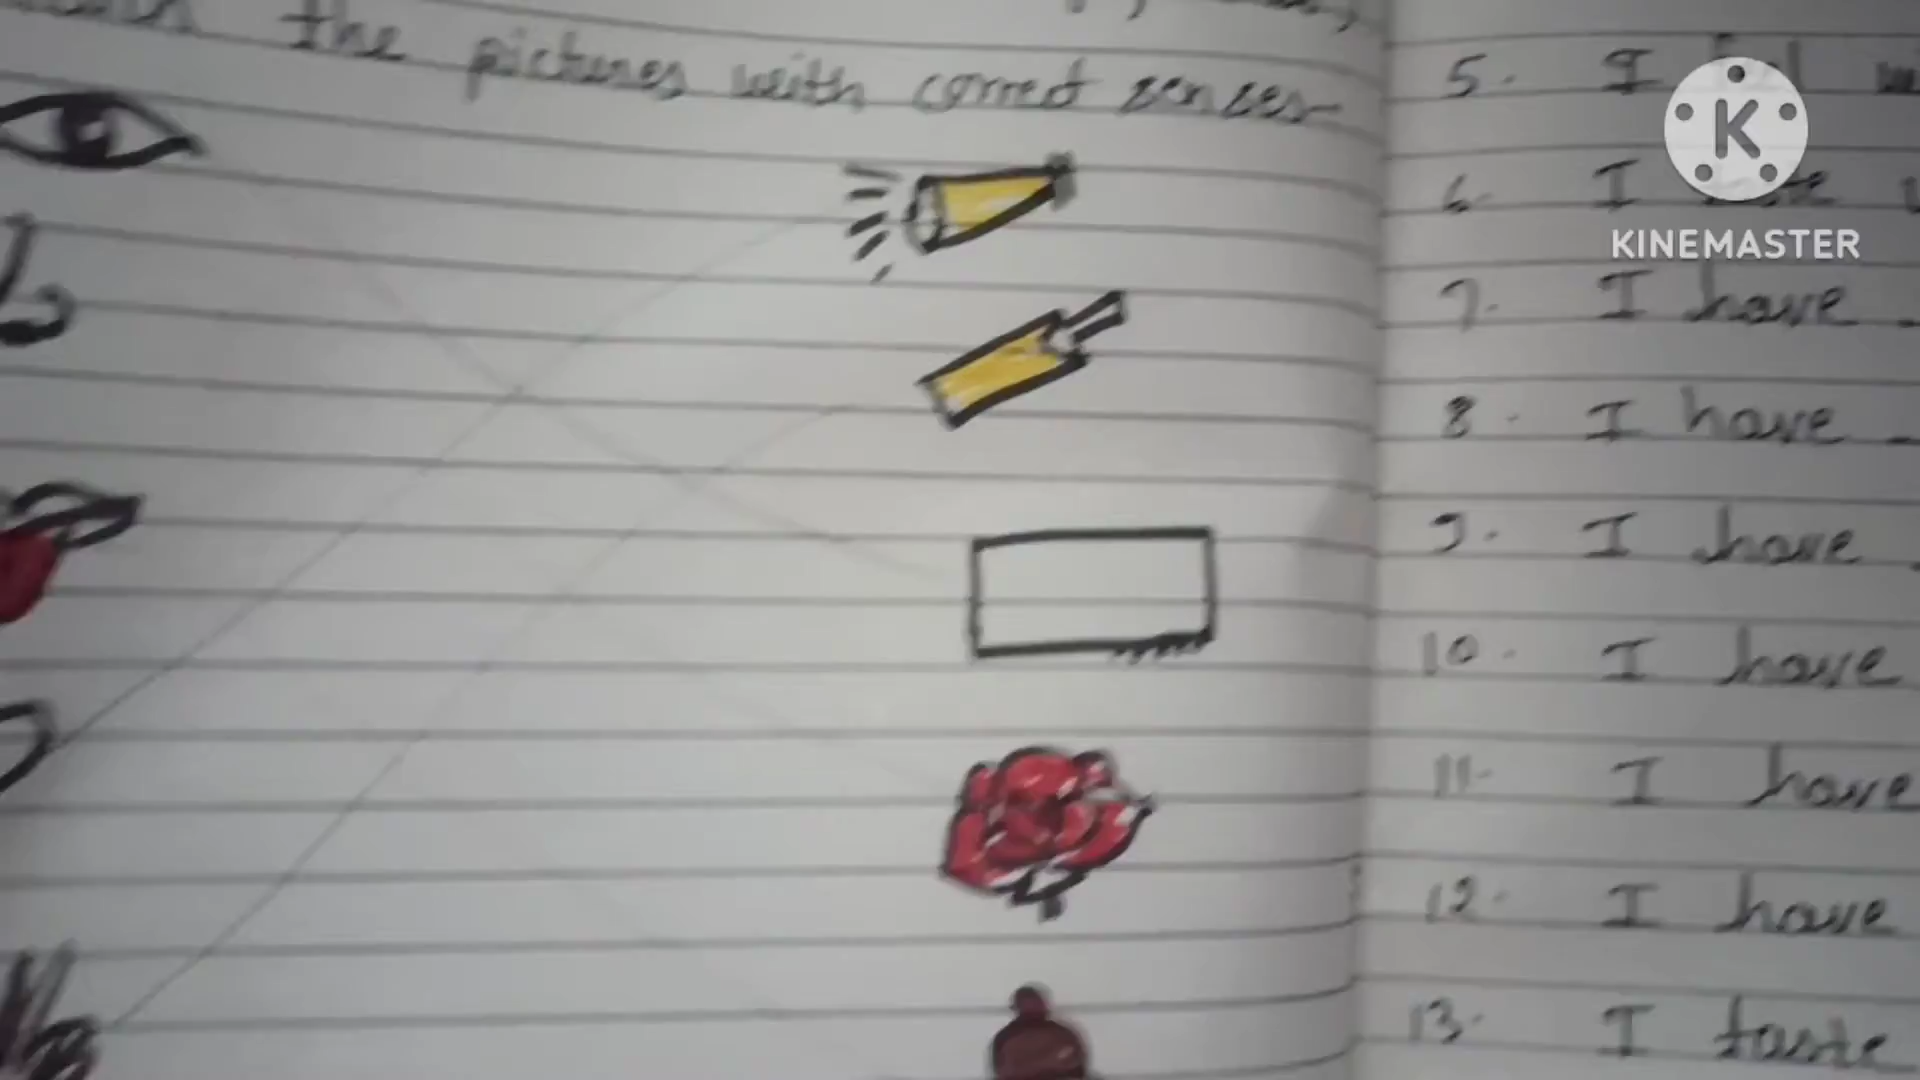 the pictures with correct senses-
5. I
6. I
7. I have
8. I have
9. I have
10. I have
11. I have
12. I have
13. I taste
KINEMASTER